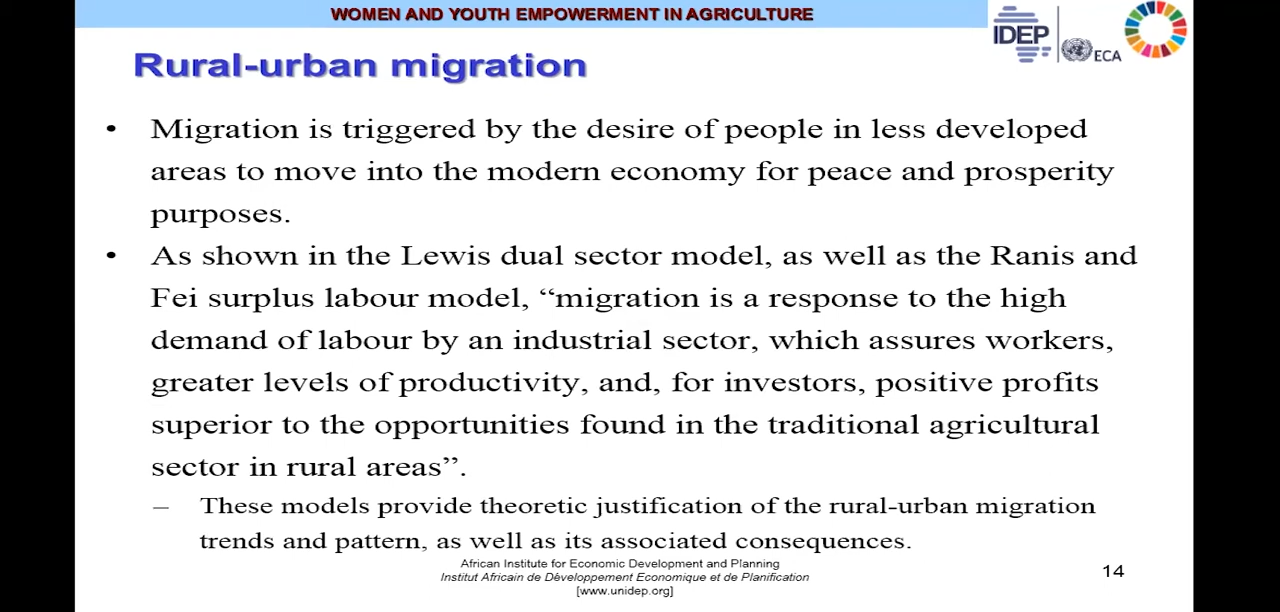 WOMEN AND YOUTH EMPOWERMENT IN AGRICULTURE
IDEP
ECA
Rural-urban migration
• Migration is triggered by the desire of people in less developed
areas to move into the modern economy for peace and prosperity
purposes.
• As shown in the Lewis dual sector model, as well as the Ranis and
Fei surplus labour model, “migration is a response to the high
demand of labour by an industrial sector, which assures workers,
greater levels of productivity, and, for investors, positive profits
superior to the opportunities found in the traditional agricultural
sector in rural areas”.
– These models provide theoretic justification of the rural-urban migration
trends and pattern, as well as its associated consequences.
African Institute for Economic Development and Planning
Institut Africain de Développement Economique et de Planification
[www.unidep.org]
14